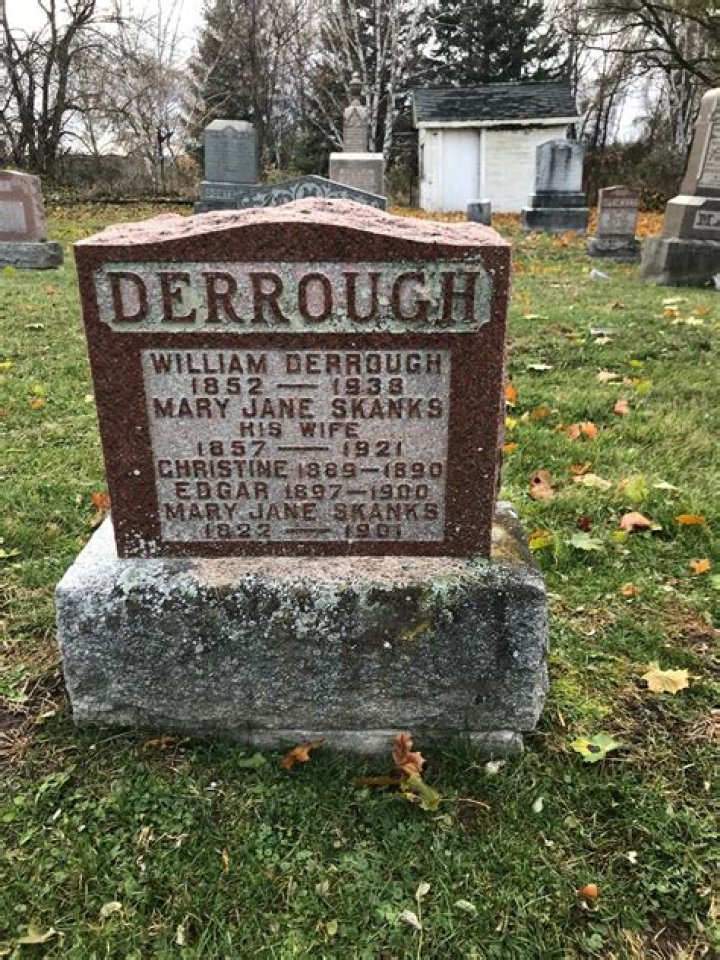 DERROUGH
WILLIAM DERROUGH
1852 — 1938
MARY JANE SKANKS
HIS WIFE
1857 — 1921
CHRISTINE 1889—1890
EDGAR 1897—1900
MARY JANE SKANKS
1822 — 1901